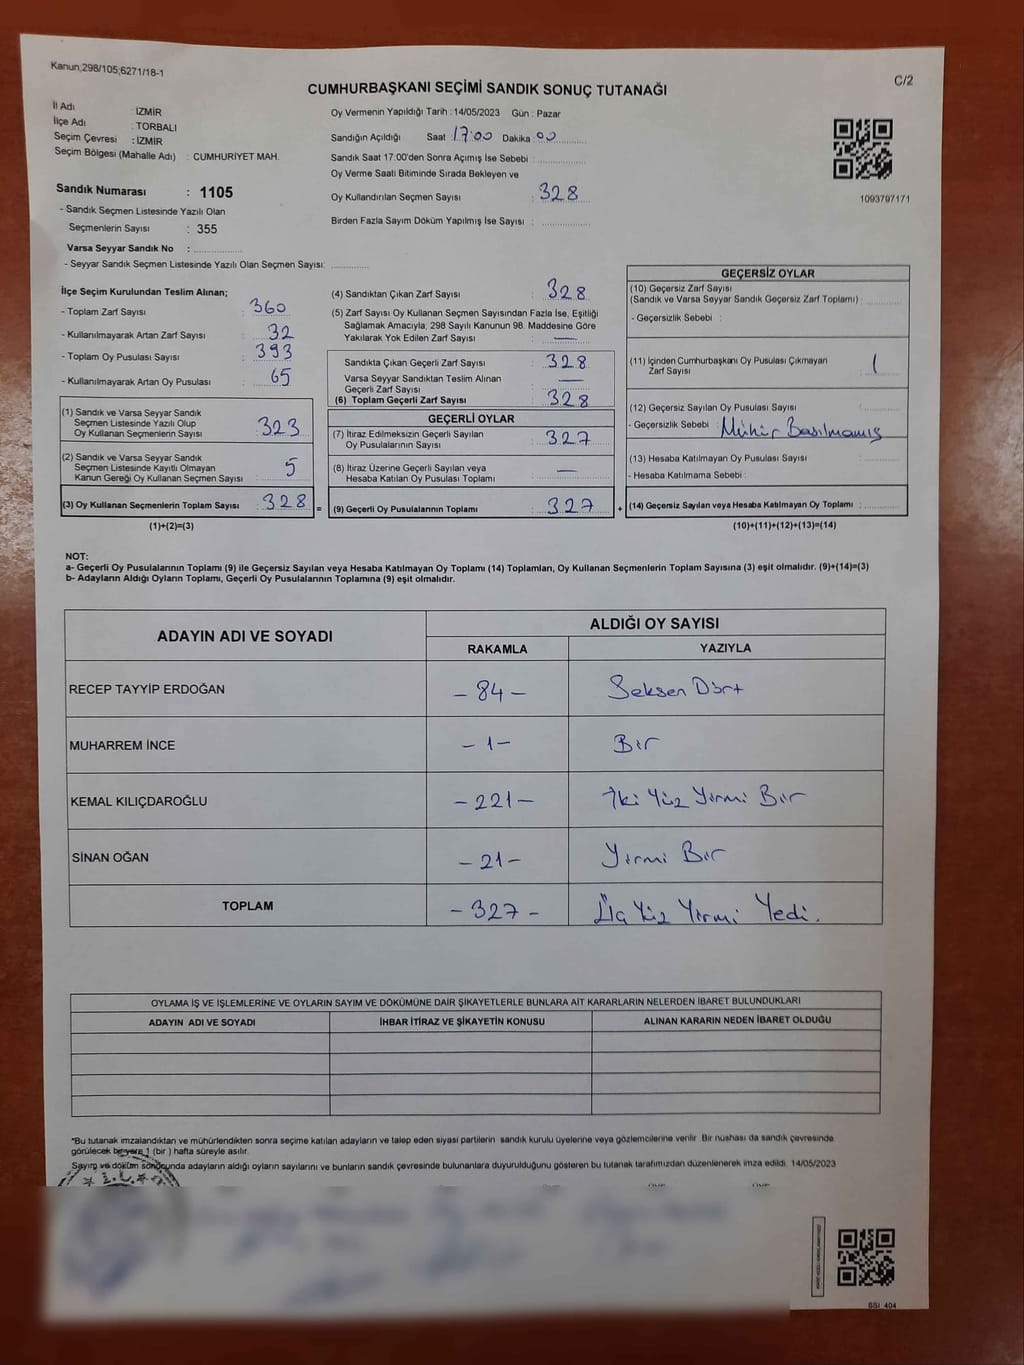 Kanun;298/105;6271/18-1
C/2
CUMHURBAŞKANI SEÇİMİ SANDIK SONUÇ TUTANAĞI
İl Adı : İZMİR
İlçe Adı : TORBALI
Seçim Çevresi : İZMİR
Seçim Bölgesi (Mahalle Adı) : CUMHURİYET MAH.
Sandık Numarası : 1105
- Sandık Seçmen Listesinde Yazılı Olan
Seçmenlerin Sayısı : 355
Varsa Seyyar Sandık No :
- Seyyar Sandık Seçmen Listesinde Yazılı Olan Seçmen Sayısı:
Oy Vermenin Yapıldığı Tarih : 14/05/2023 Gün : Pazar
Sandığın Açıldığı Saat : 17:00 Dakika : 00
Sandık Saat 17:00'den Sonra Açımış İse Sebebi :
Oy Verme Saati Bitiminde Sırada Bekleyen ve
Oy Kullandırılan Seçmen Sayısı : 328
Birden Fazla Sayım Döküm Yapılmış İse Sayısı :
1093797171
İlçe Seçim Kurulundan Teslim Alınan;
- Toplam Zarf Sayısı : 360
- Kullanılmayarak Artan Zarf Sayısı : 32
- Toplam Oy Pusulası Sayısı : 393
- Kullanılmayarak Artan Oy Pusulası : 65
(1) Sandık ve Varsa Seyyar Sandık
Seçmen Listesinde Yazılı Olup
Oy Kullanan Seçmenlerin Sayısı : 323
(2) Sandık ve Varsa Seyyar Sandık
Seçmen Listesinde Kayıtlı Olmayan
Kanun Gereği Oy Kullanan Seçmen Sayısı : 5
(3) Oy Kullanan Seçmenlerin Toplam Sayısı : 328 =
(1)+(2)=(3)
(4) Sandıktan Çıkan Zarf Sayısı : 328
(5) Zarf Sayısı Oy Kullanan Seçmen Sayısından Fazla İse, Eşitliği
Sağlamak Amacıyla; 298 Sayılı Kanunun 98. Maddesine Göre
Yakılarak Yok Edilen Zarf Sayısı : —
Sandıkta Çıkan Geçerli Zarf Sayısı : 328
Varsa Seyyar Sandıktan Teslim Alınan
Geçerli Zarf Sayısı : —
(6) Toplam Geçerli Zarf Sayısı : 328
GEÇERLİ OYLAR
(7) İtiraz Edilmeksizin Geçerli Sayılan
Oy Pusulalarının Sayısı : 327
(8) İtiraz Üzerine Geçerli Sayılan veya
Hesaba Katılan Oy Pusulası Toplamı : —
(9) Geçerli Oy Pusulalarının Toplamı : 327 +
GEÇERSİZ OYLAR
(10) Geçersiz Zarf Sayısı
(Sandık ve Varsa Seyyar Sandık Geçersiz Zarf Toplamı) :
- Geçersizlik Sebebi :
(11) İçinden Cumhurbaşkanı Oy Pusulası Çıkmayan
Zarf Sayısı : 1
(12) Geçersiz Sayılan Oy Pusulası Sayısı :
- Geçersizlik Sebebi : Mühür Basılmamış
(13) Hesaba Katılmayan Oy Pusulası Sayısı :
- Hesaba Katılmama Sebebi :
(14) Geçersiz Sayılan veya Hesaba Katılmayan Oy Toplamı :
(10)+(11)+(12)+(13)=(14)
NOT:
a- Geçerli Oy Pusulalarının Toplamı (9) ile Geçersiz Sayılan veya Hesaba Katılmayan Oy Toplamı (14) Toplamları, Oy Kullanan Seçmenlerin Toplam Sayısına (3) eşit olmalıdır. (9)+(14)=(3)
b- Adayların Aldığı Oyların Toplamı, Geçerli Oy Pusulalarının Toplamına (9) eşit olmalıdır.
ADAYIN ADI VE SOYADI
ALDIĞI OY SAYISI
RAKAMLA YAZIYLA
RECEP TAYYİP ERDOĞAN - 84 - Seksen Dört
MUHARREM İNCE - 1 - Bir
KEMAL KILIÇDAROĞLU - 221 - İki Yüz Yirmi Bir
SİNAN OĞAN - 21 - Yirmi Bir
TOPLAM - 327 - Üç Yüz Yirmi Yedi.
OYLAMA İŞ VE İŞLEMLERİNE VE OYLARIN SAYIM VE DÖKÜMÜNE DAİR ŞİKAYETLERLE BUNLARA AİT KARARLARIN NELERDEN İBARET BULUNDUKLARI
ADAYIN ADI VE SOYADI İHBAR İTİRAZ VE ŞİKAYETİN KONUSU ALINAN KARARIN NEDEN İBARET OLDUĞU
*Bu tutanak imzalandıktan ve mühürlendikten sonra seçime katılan adayların ve talep eden siyasi partilerin sandık kurulu üyelerine veya gözlemcilerine verilir. Bir nushası da sandık çevresinde
görülecek bir yere 1 (bir ) hafta süreyle asılır.
Sayım ve döküm sonucunda adayların aldığı oyların sayılarını ve bunların sandık çevresinde bulunanlara duyurulduğunu gösteren bu tutanak tarafımızdan düzenlenerek imza edildi. 14/05/2023
BSI 404